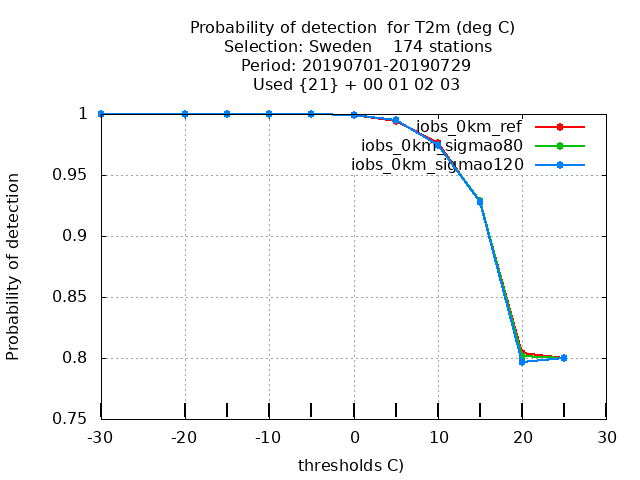 Probability of detection  for T2m (deg C)
Selection: Sweden    174 stations
Period: 20190701-20190729
Used {21} + 00 01 02 03
iobs_0km_ref
iobs_0km_sigmao80
iobs_0km_sigmao120
Probability of detection
1
0.95
0.9
0.85
0.8
0.75
-30 -20 -10 0 10 20 30
thresholds C)